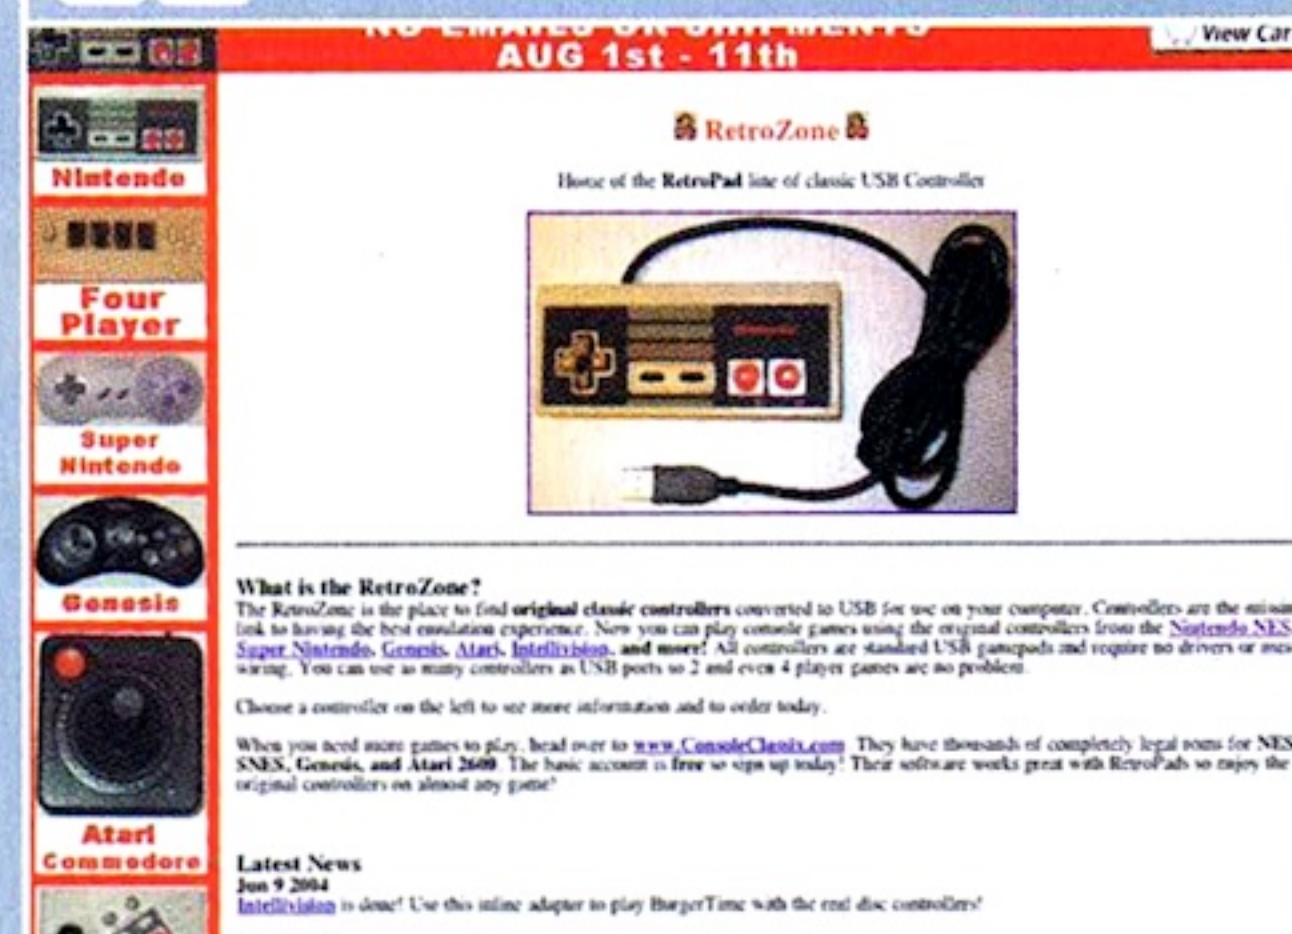 NO EMAILS OR SHIPMENTS
AUG 1st - 11th
View Car
Nintendo
Four
Player
Super
Nintendo
Genesis
Atari
Commodore
RetroZone
Home of the RetroPad line of classic USB Controller
Nintendo
What is the RetroZone?
The RetroZone is the place to find original classic controllers converted to USB for use on your computer. Controllers are the missin
link to having the best emulation experience. Now you can play console games using the original controllers from the Nintendo NES,
Super Nintendo, Genesis, Atari, Intellivision, and more! All controllers are standard USB gamepads and require no drivers or mes
wiring. You can use as many controllers as USB ports so 2 and even 4 player games are no problem.
Choose a controller on the left to see more information and to order today.
When you need more games to play, head over to www.ConsoleClassix.com They have thousands of completely legal roms for NES
SNES, Genesis, and Atari 2600. The basic account is free so sign up today! Their software works great with RetroPads so enjoy the
original controllers on almost any game!
Latest News
Jun 9 2004
Intellivision is done! Use this inline adapter to play BurgerTime with the real disc controllers!